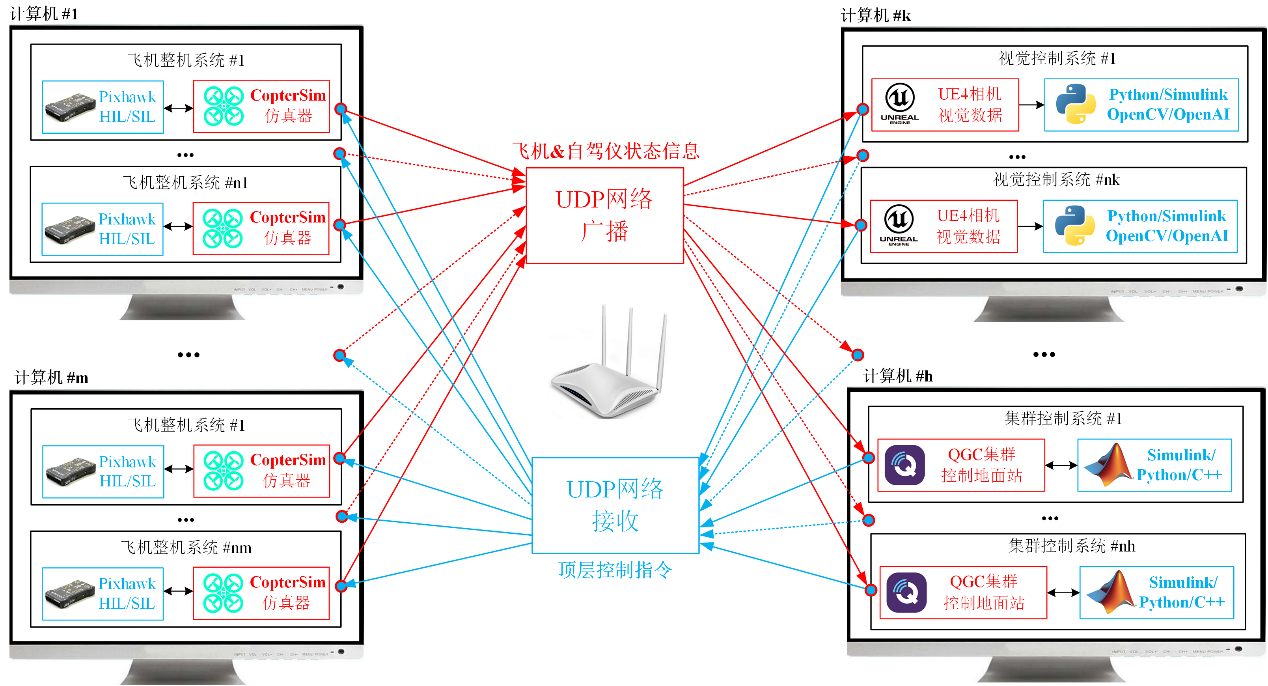 计算机 #1
飞机整机系统 #1
Pixhawk
HIL/SIL
CopterSim
仿真器
...
飞机整机系统 #n1
Pixhawk
HIL/SIL
CopterSim
仿真器
...
计算机 #m
飞机整机系统 #1
Pixhawk
HIL/SIL
CopterSim
仿真器
...
飞机整机系统 #nm
Pixhawk
HIL/SIL
CopterSim
仿真器
飞机&自驾仪状态信息
UDP网络
广播
UDP网络
接收
顶层控制指令
计算机 #k
视觉控制系统 #1
UNREAL
ENGINE
UE4相机
视觉数据
Python/Simulink
OpenCV/OpenAI
...
视觉控制系统 #nk
UNREAL
ENGINE
UE4相机
视觉数据
Python/Simulink
OpenCV/OpenAI
...
计算机 #h
集群控制系统 #1
QGC集群
控制地面站
Simulink/
Python/C++
...
集群控制系统 #nh
QGC集群
控制地面站
Simulink/
Python/C++